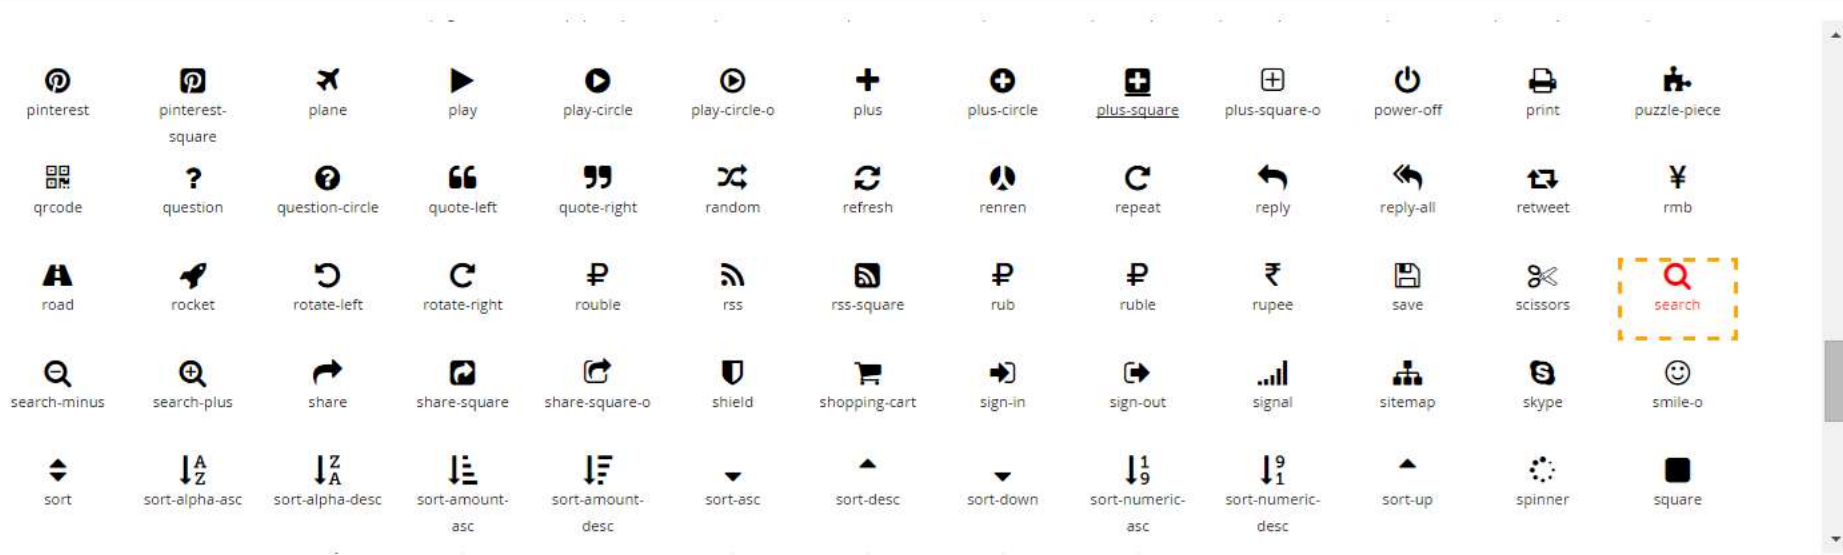 pinterest pinterest- plane play play-circle play-circle-o plus plus-circle plus-square plus-square-o power-off print puzzle-piece
square
qrcode question question-circle quote-left quote-right random refresh renren repeat reply reply-all retweet rmb
road rocket rotate-left rotate-right rouble rss rss-square rub ruble rupee save scissors search
search-minus search-plus share share-square share-square-o shield shopping-cart sign-in sign-out signal sitemap skype smile-o
sort sort-alpha-asc sort-alpha-desc sort-amount- sort-amount- sort-asc sort-desc sort-down sort-numeric- sort-numeric- sort-up spinner square
asc desc asc desc